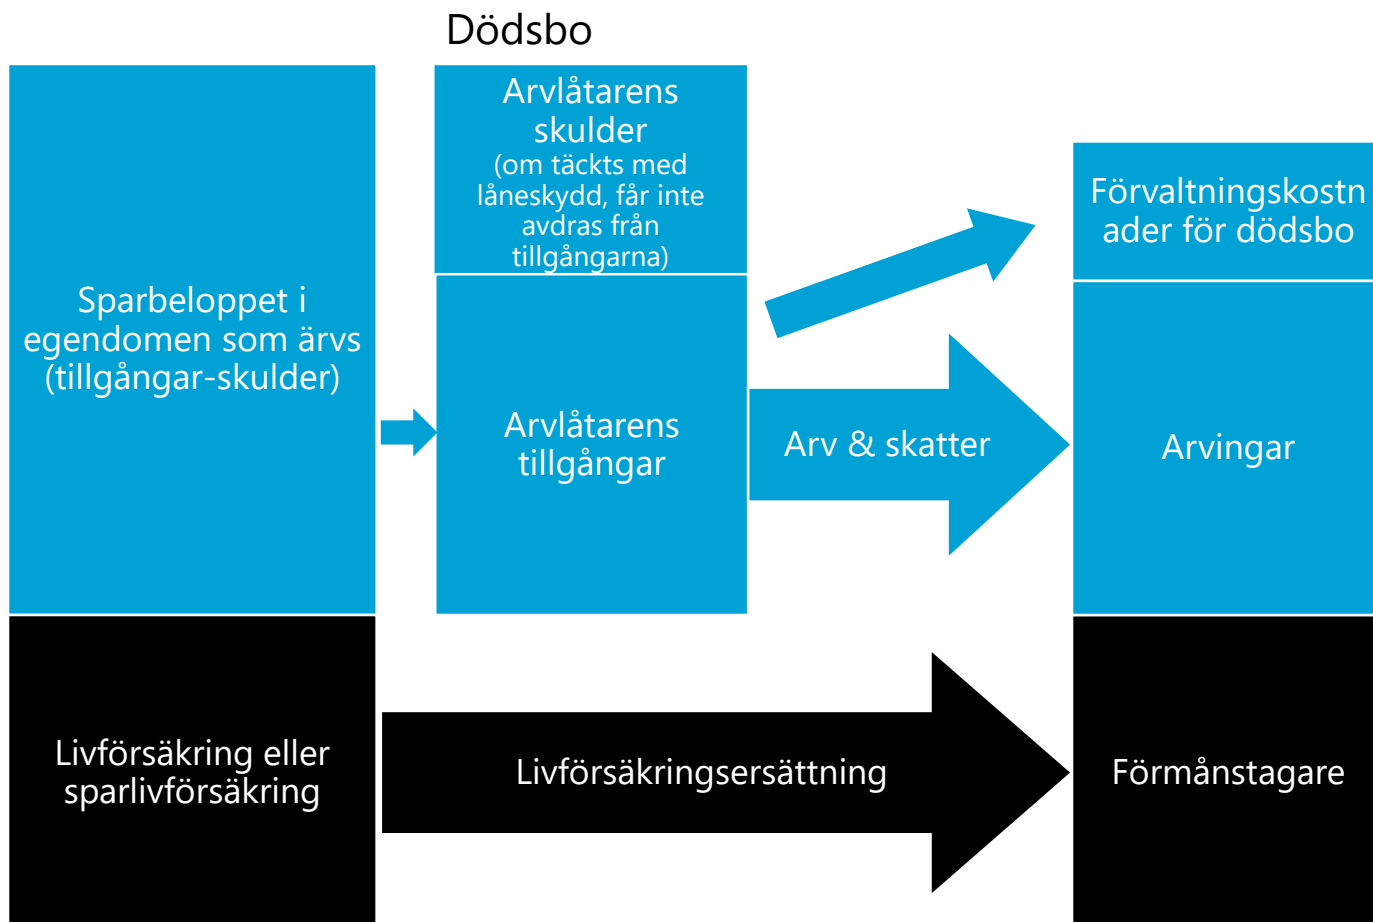 Dödsbo
Arvlåtarens
skulder
(om täckts med
låneskydd, får inte
avdras från
tillgångarna)
Sparbeloppet i
egendomen som ärvs
(tillgångar-skulder)
Arvlåtarens
tillgångar
Arv & skatter
Förvaltningskostn
ader för dödsbo
Arvingar
Livförsäkring eller
sparlivförsäkring
Livförsäkringsersättning
Förmånstagare